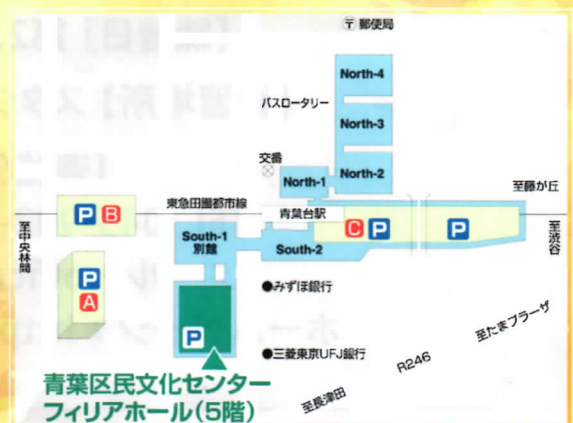 〒 郵便局
North-4
バスロータリー
North-3
交番
North-2
North-1
至藤が丘
東急田園都市線
青葉台駅
P B
C P
P
至中央林間
至渋谷
South-1
別館
South-2
P
A
●みずほ銀行
P
●三菱東京UFJ銀行
至たまプラーザ
R246
至長津田
青葉区民文化センター
フィリアホール(5階)